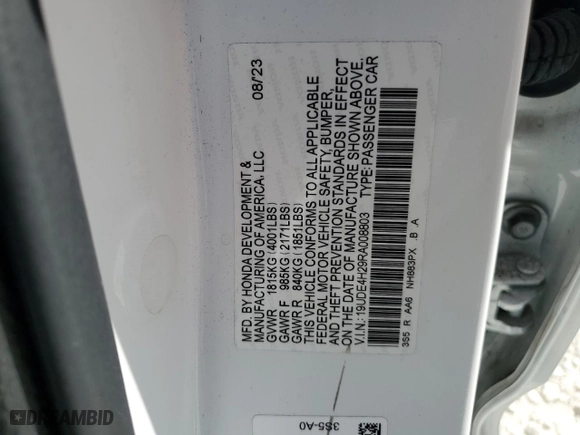 MFD. BY HONDA DEVELOPMENT & 08/23
MANUFACTURING OF AMERICA, LLC
GVWR 1815KG (4001LBS)
GAWR F 985KG (2171LBS)
GAWR R 840KG (1851LBS)
THIS VEHICLE CONFORMS TO ALL APPLICABLE
FEDERAL MOTOR VEHICLE SAFETY, BUMPER,
AND THEFT PREVENTION STANDARDS IN EFFECT
ON THE DATE OF MANUFACTURE SHOWN ABOVE.
V.I.N.:19UDE4H29RA008803 TYPE:PASSENGER CAR
3S5 R AA6 NH883PX .B .A
3S5-A0
DREAMBID